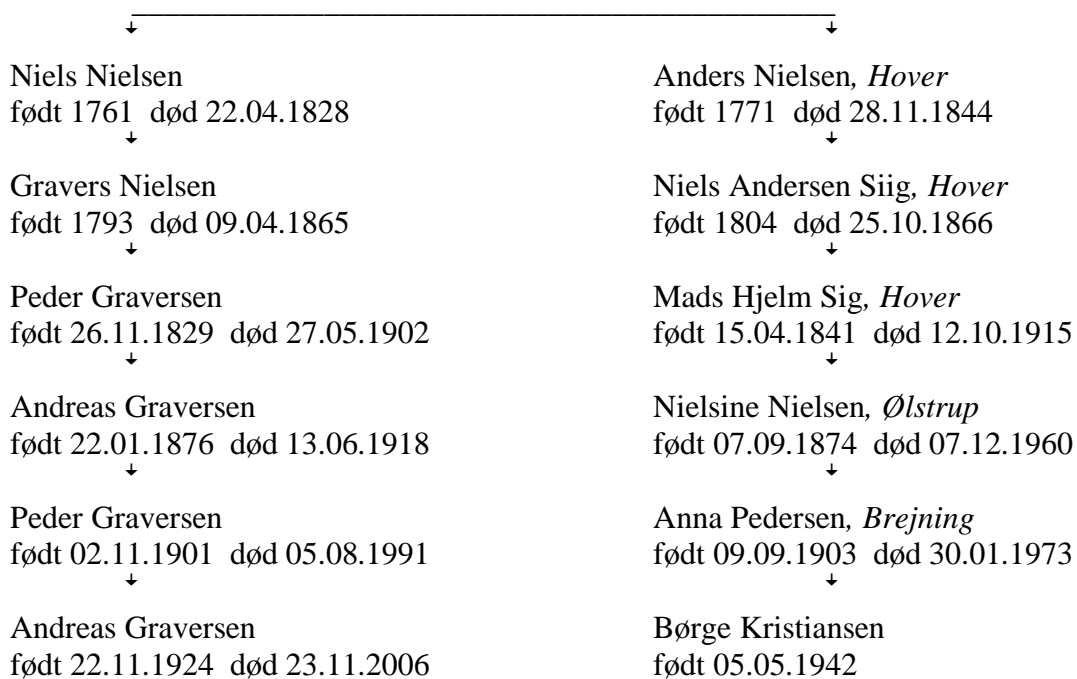 Niels Nielsen
født 1761  død 22.04.1828
Gravers Nielsen
født 1793  død 09.04.1865
Peder Graversen
født 26.11.1829  død 27.05.1902
Andreas Graversen
født 22.01.1876  død 13.06.1918
Peder Graversen
født 02.11.1901  død 05.08.1991
Andreas Graversen
født 22.11.1924  død 23.11.2006
Anders Nielsen, Hover
født 1771  død 28.11.1844
Niels Andersen Siig, Hover
født 1804  død 25.10.1866
Mads Hjelm Sig, Hover
født 15.04.1841  død 12.10.1915
Nielsine Nielsen, Ølstrup
født 07.09.1874  død 07.12.1960
Anna Pedersen, Brejning
født 09.09.1903  død 30.01.1973
Børge Kristiansen
født 05.05.1942